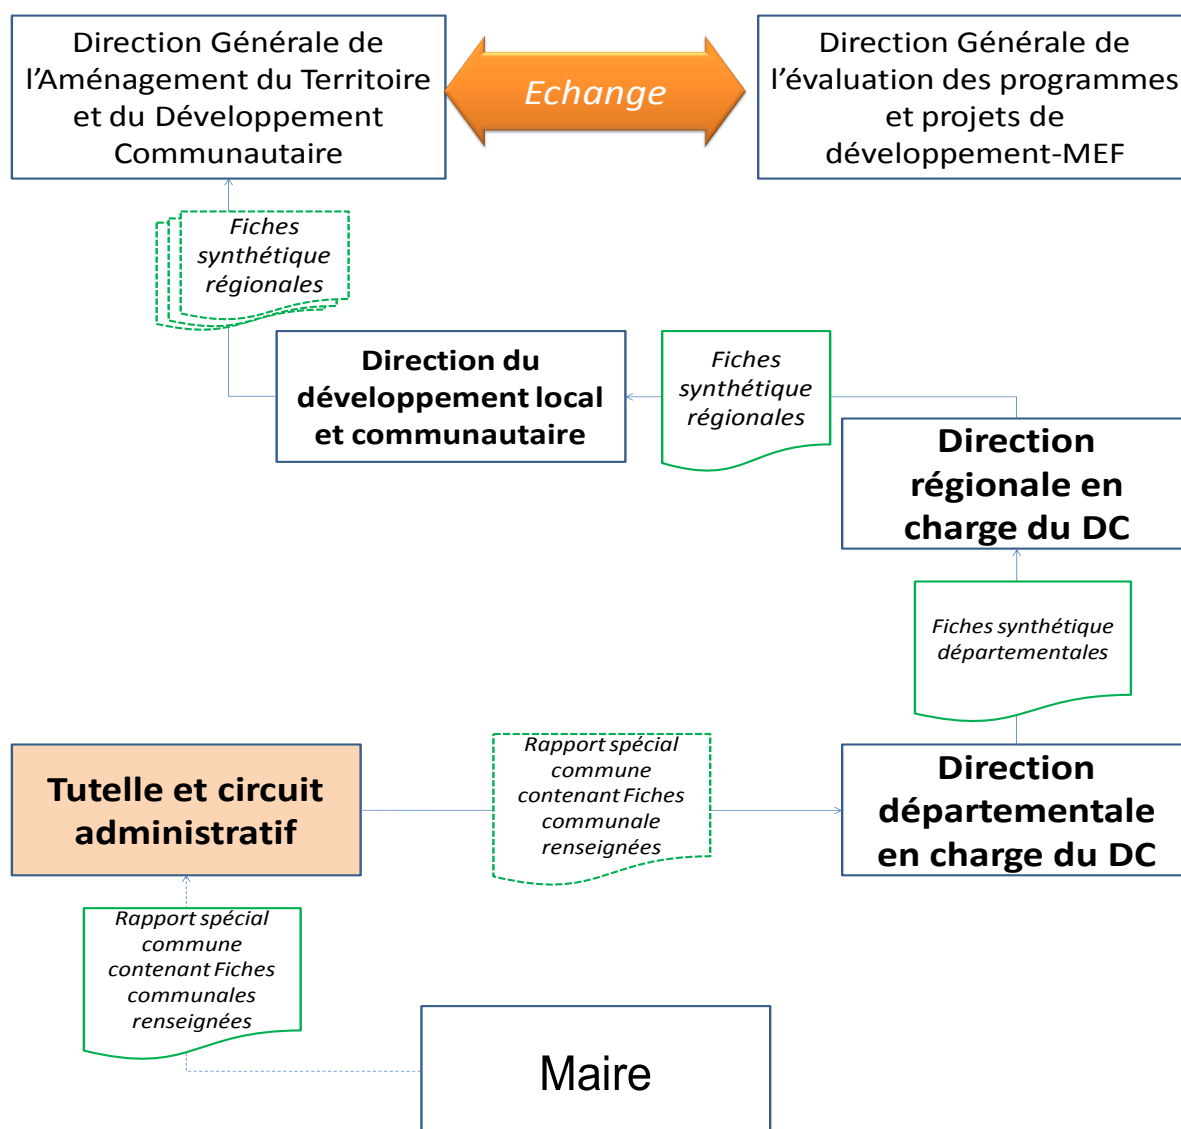 Direction Générale de
l’Aménagement du Territoire
et du Développement
Communautaire
Echange
Direction Générale de
l’évaluation des programmes
et projets de
développement-MEF
Fiches
synthétique
régionales
Direction du
développement local
et communautaire
Fiches
synthétique
régionales
Direction
régionale en
charge du DC
Fiches synthétique
départementales
Tutelle et circuit
administratif
Rapport spécial
commune
contenant Fiches
communale
renseignées
Direction
départementale
en charge du DC
Rapport spécial
commune
contenant Fiches
communales
renseignées
Maire